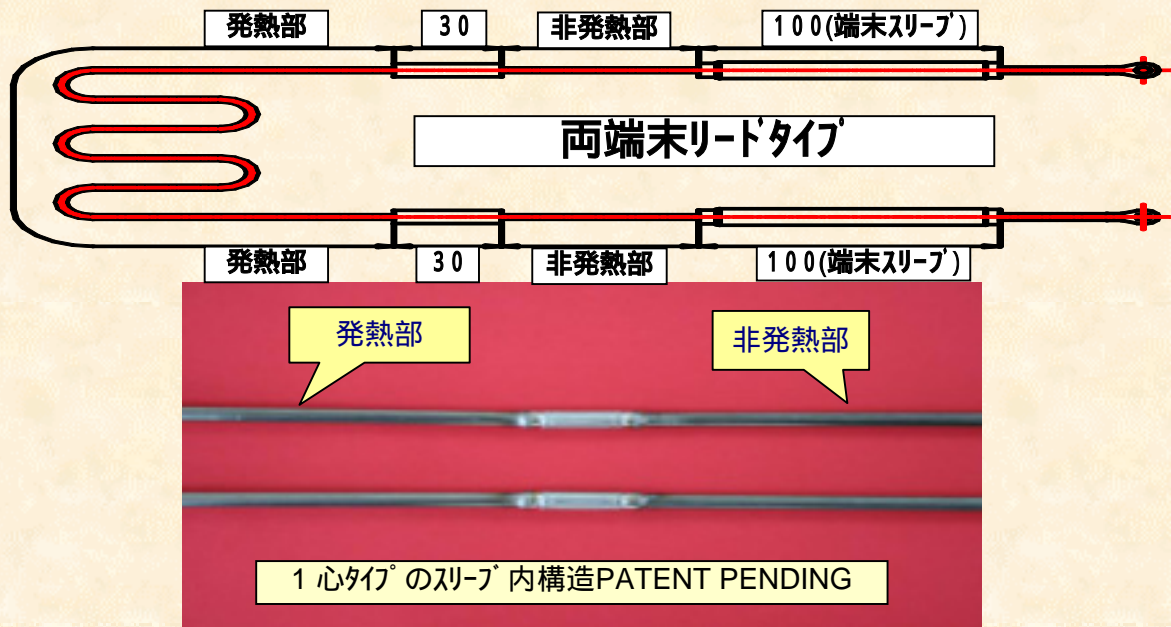 発熱部 30 非発熱部 100(端末スリーブ)
両端末リードタイプ
発熱部 30 非発熱部 100(端末スリーブ)
発熱部 非発熱部
1心タイプのスリーブ内構造PATENT PENDING